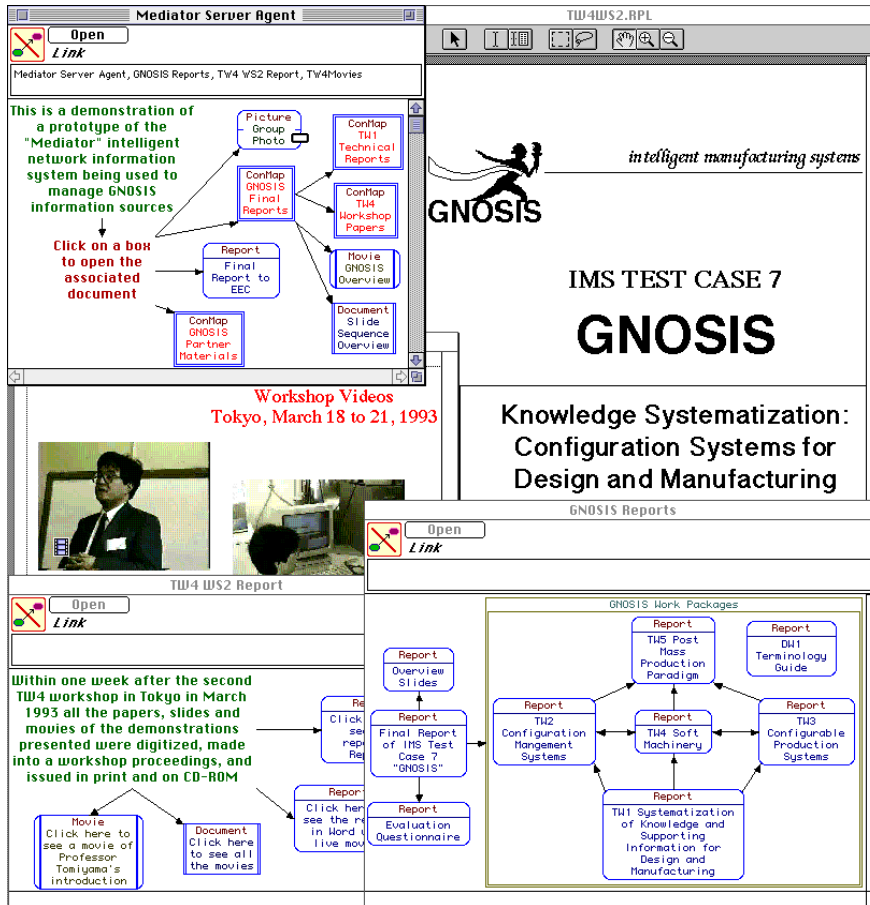 Mediator Server Agent
Open
Link
Mediator Server Agent, GNOSIS Reports, TW4 WS2 Report, TW4Movies
This is a demonstration of
a prototype of the
"Mediator" intelligent
network information
system being used to
manage GNOSIS
information sources
Click on a box
to open the
associated
document
Picture
Group
Photo
ConMap
GNOSIS
Final
Reports
Report
Final
Report to
EEC
ConMap
GNOSIS
Partner
Materials
ConMap
TW1
Technical
Reports
ConMap
TW4
Workshop
Papers
Movie
GNOSIS
Overview
Document
Slide
Sequence
Overview
TW4WS2.RPL
GNOSIS
intelligent manufacturing systems
IMS TEST CASE 7
GNOSIS
Knowledge Systematization:
Configuration Systems for
Design and Manufacturing
Workshop Videos
Tokyo, March 18 to 21, 1993
TW4 WS2 Report
Open
Link
Within one week after the second
TW4 workshop in Tokyo in March
1993 all the papers, slides and
movies of the demonstrations
presented were digitized, made
into a workshop proceedings, and
issued in print and on CD-ROM
Movie
Click here to
see a movie of
Professor
Tomiyama's
introduction
Document
Click here
to see all
the movies
Click
Click her
see the re
in Word
live mov
GNOSIS Reports
Open
Link
GNOSIS Work Packages
Report
Overview
Slides
Report
Final Report
of IMS Test
Case 7
"GNOSIS"
Report
Evaluation
Questionnaire
Report
TW5 Post
Mass
Production
Paradigm
Report
DW1
Terminology
Guide
Report
TW2
Configuration
Mangement
Systems
Report
TW4 Soft
Machinery
Report
TW3
Configurable
Production
Systems
Report
TW1 Systematization
of Knowledge and
Supporting
Information for
Design and
Manufacturing